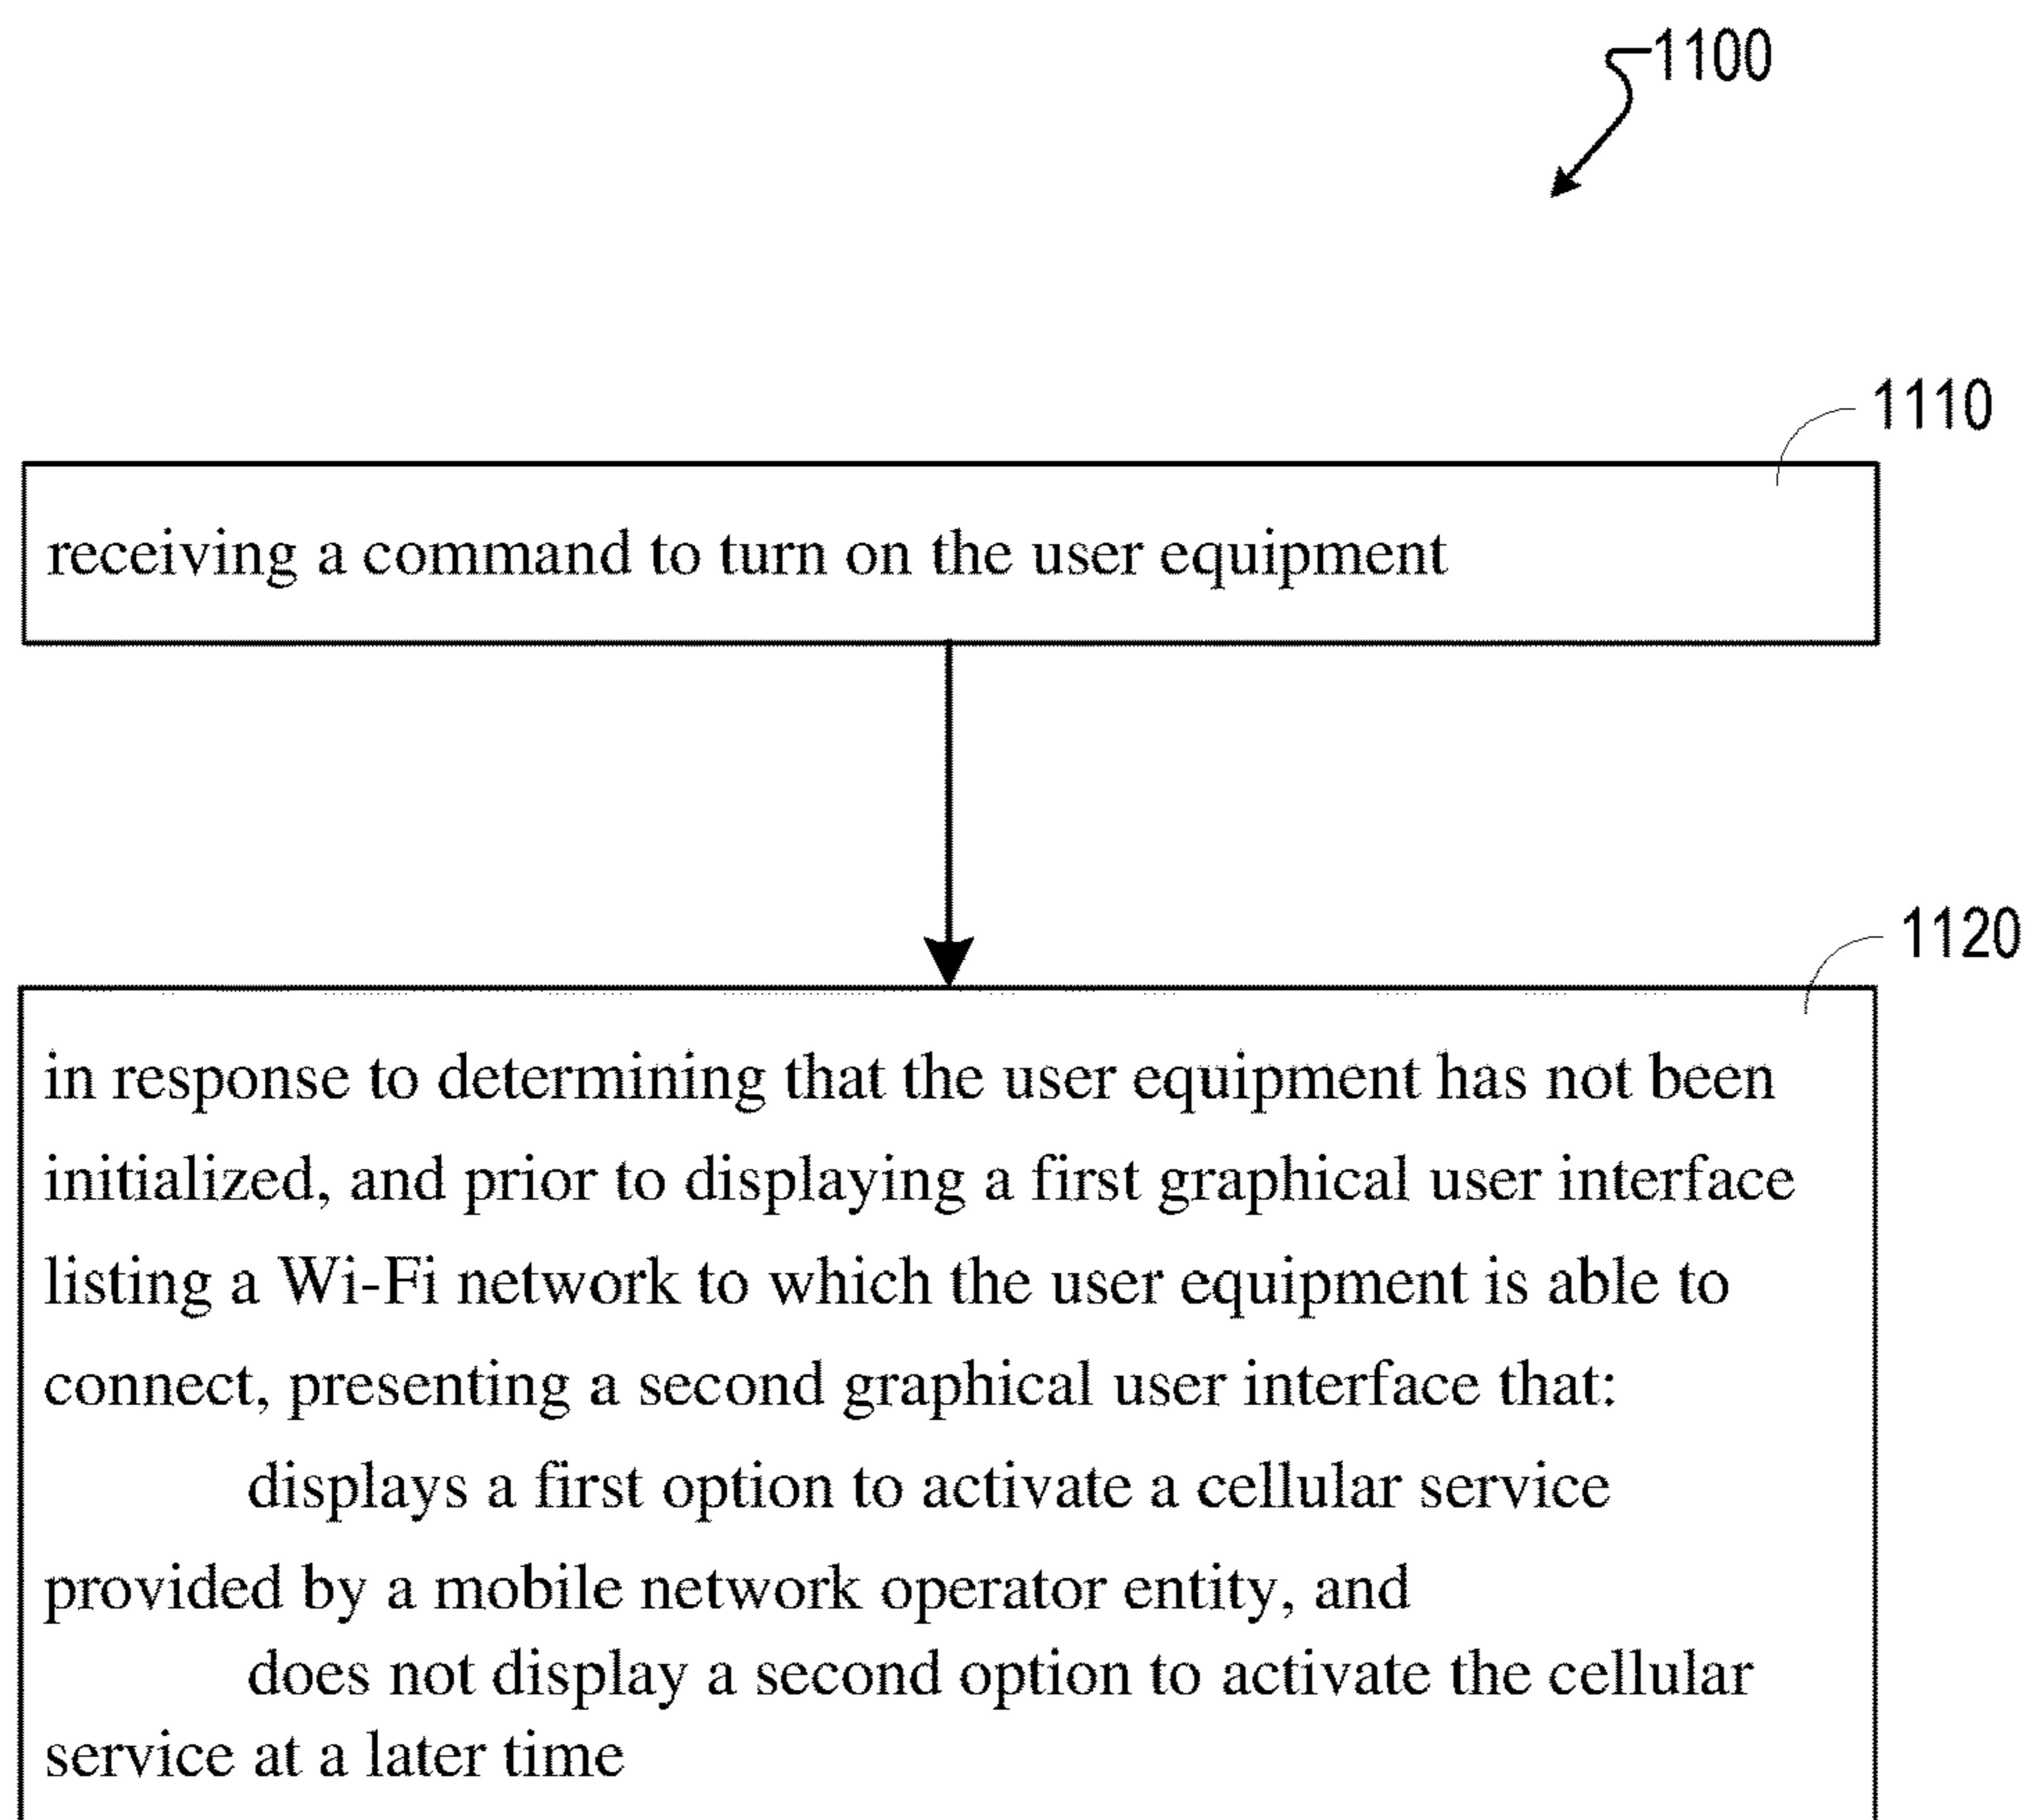 1100
1110
receiving a command to turn on the user equipment
1120
in response to determining that the user equipment has not been
initialized, and prior to displaying a first graphical user interface
listing a Wi-Fi network to which the user equipment is able to
connect, presenting a second graphical user interface that:
displays a first option to activate a cellular service
provided by a mobile network operator entity, and
does not display a second option to activate the cellular
service at a later time